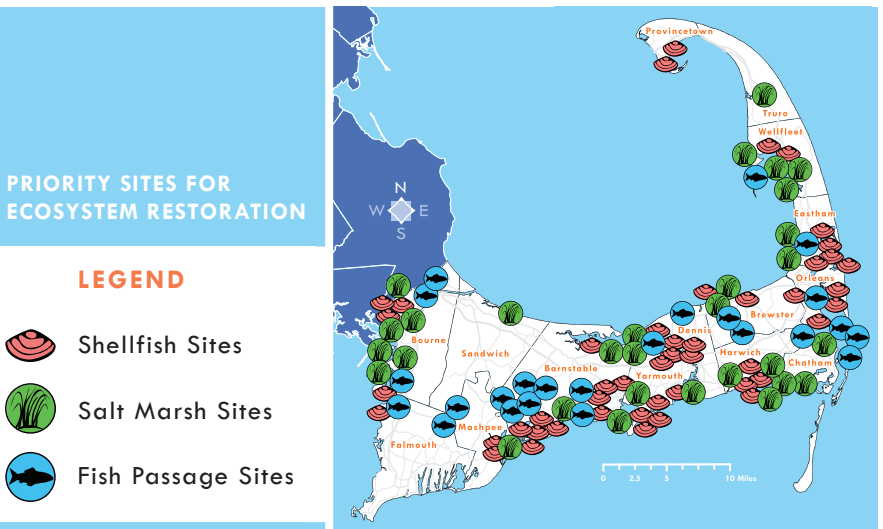 PRIORITY SITES FOR
ECOSYSTEM RESTORATION
LEGEND
Shellfish Sites
Salt Marsh Sites
Fish Passage Sites
N
W E
S
Provincetown
Truro
Wellfleet
Eastham
Orleans
Brewster
Dennis
Harwich
Chatham
Bourne
Sandwich
Barnstable
Yarmouth
Mashpee
Falmouth
0 2.5 5 10 Miles